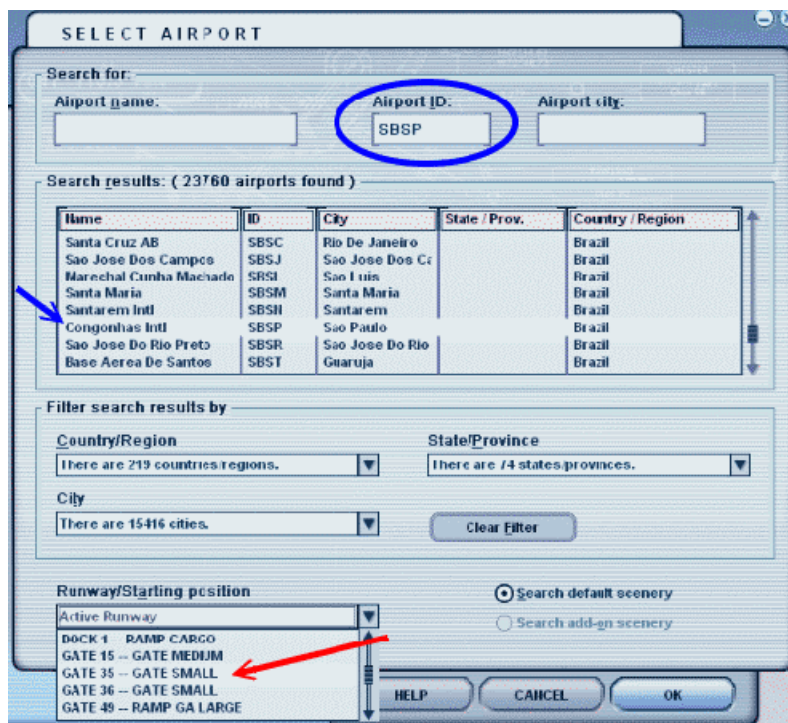 SELECT AIRPORT
Search for:
Airport name: Airport ID: Airport city:
SBSP
Search results: ( 23760 airports found )
Name ID City State / Prov. Country / Region
Santa Cruz AB SBSC Rio De Janeiro Brazil
Sao Jose Dos Campos SBSJ Sao Jose Dos Ca Brazil
Marechal Cunha Machado SBSL Sao Luis Brazil
Santa Maria SBSM Santa Maria Brazil
Santarem Intl SBSN Santarem Brazil
Congonhas Intl SBSP Sao Paulo Brazil
Sao Jose Do Rio Preto SBSR Sao Jose Do Rio Brazil
Base Aerea De Santos SBST Guaruja Brazil
Filter search results by
Country/Region State/Province
There are 219 countries/regions. There are 74 states/provinces.
City
There are 15416 cities. Clear Filter
Runway/Starting position
Active Runway
Search default scenery
Search add-on scenery
DOCK 1 -- RAMP CARGO
GATE 15 -- GATE MEDIUM
GATE 35 -- GATE SMALL
GATE 36 -- GATE SMALL
GATE 49 -- RAMP GA LARGE
HELP CANCEL OK